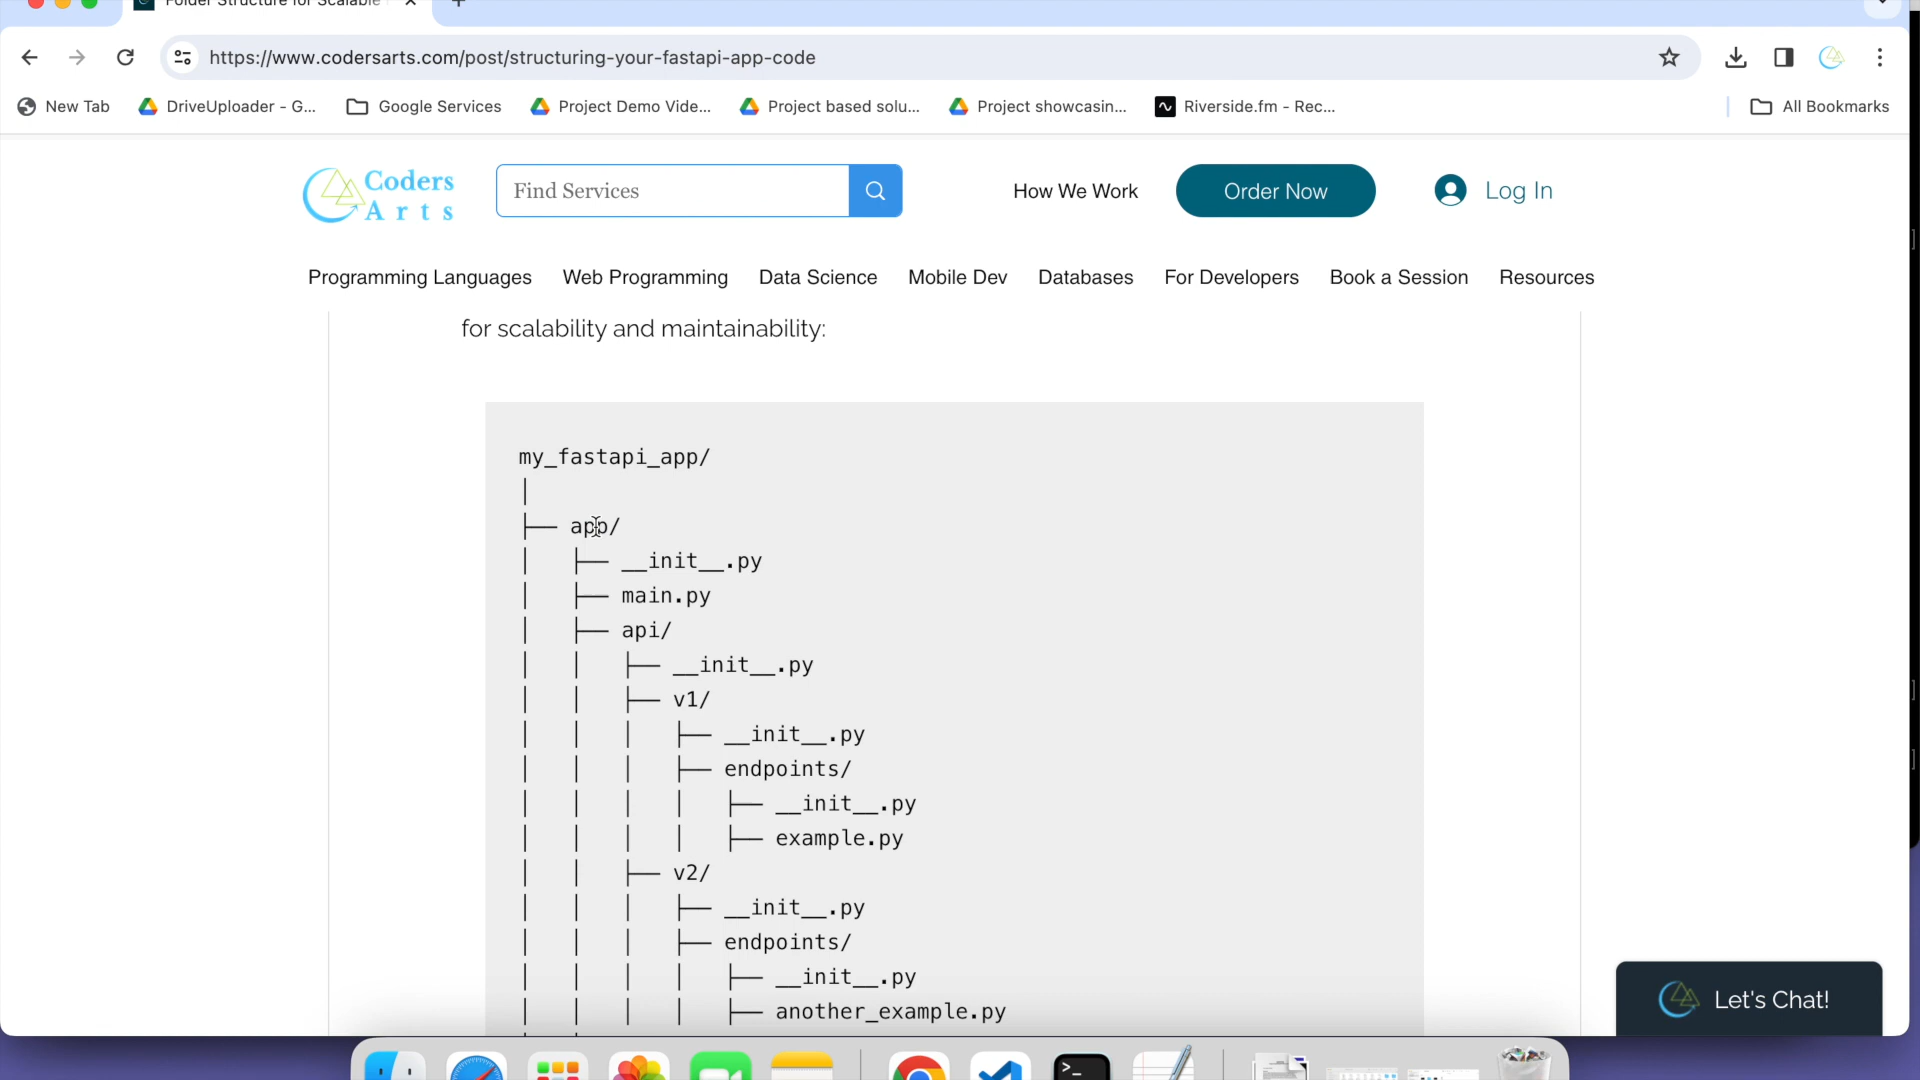 Folder Structure for Scalable
https://www.codersarts.com/post/structuring-your-fastapi-app-code
New Tab
DriveUploader - G...
Google Services
Project Demo Vide...
Project based solu...
Project showcasin...
Riverside.fm - Rec...
All Bookmarks
Coders
Arts
Find Services
How We Work
Order Now
Log In
Programming Languages
Web Programming
Data Science
Mobile Dev
Databases
For Developers
Book a Session
Resources
for scalability and maintainability:
my_fastapi_app/
│
├── app/
│   ├── __init__.py
│   ├── main.py
│   ├── api/
│   │   ├── __init__.py
│   │   ├── v1/
│   │   │   ├── __init__.py
│   │   │   ├── endpoints/
│   │   │   │   ├── __init__.py
│   │   │   │   ├── example.py
│   │   ├── v2/
│   │   │   ├── __init__.py
│   │   │   ├── endpoints/
│   │   │   │   ├── __init__.py
│   │   │   │   ├── another_example.py
Let's Chat!